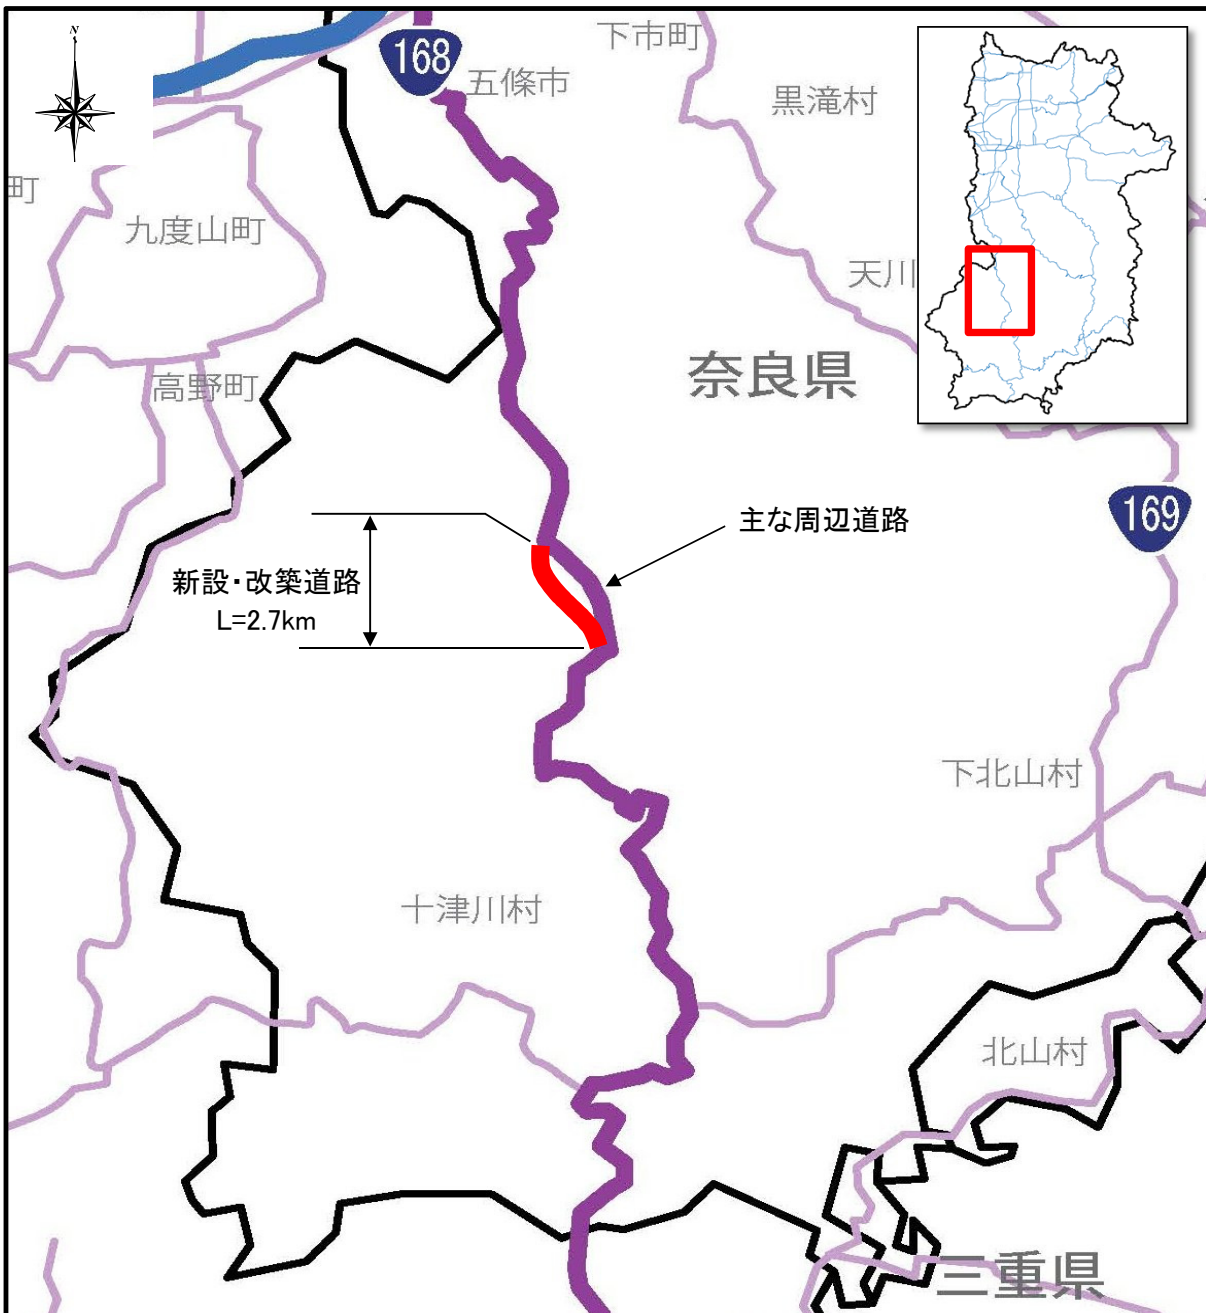 N
168
五條市
下市町
黒滝村
町
九度山町
天川
奈良県
高野町
169
主な周辺道路
新設・改築道路
L=2.7km
下北山村
十津川村
北山村
三重県